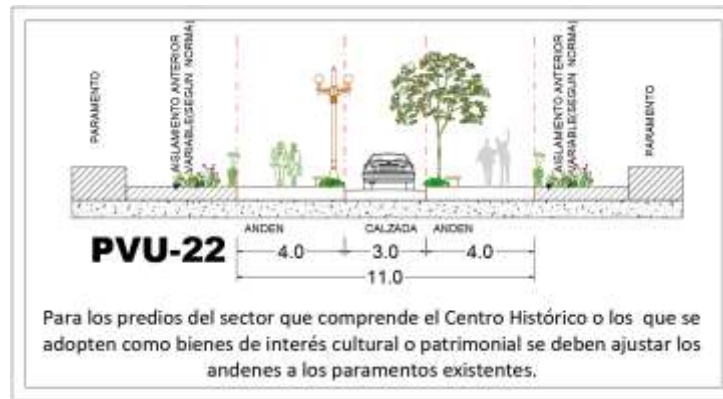 PARAMENTO
AISLAMIENTO ANTERIOR
VARIABLE(SEGUN NORMA)
AISLAMIENTO ANTERIOR
VARIABLE(SEGUN NORMA)
PARAMENTO
ANDEN CALZADA ANDEN
PVU-22 4.0 3.0 4.0
11.0
Para los predios del sector que comprende el Centro Histórico o los que se
adopten como bienes de interés cultural o patrimonial se deben ajustar los
andenes a los paramentos existentes.